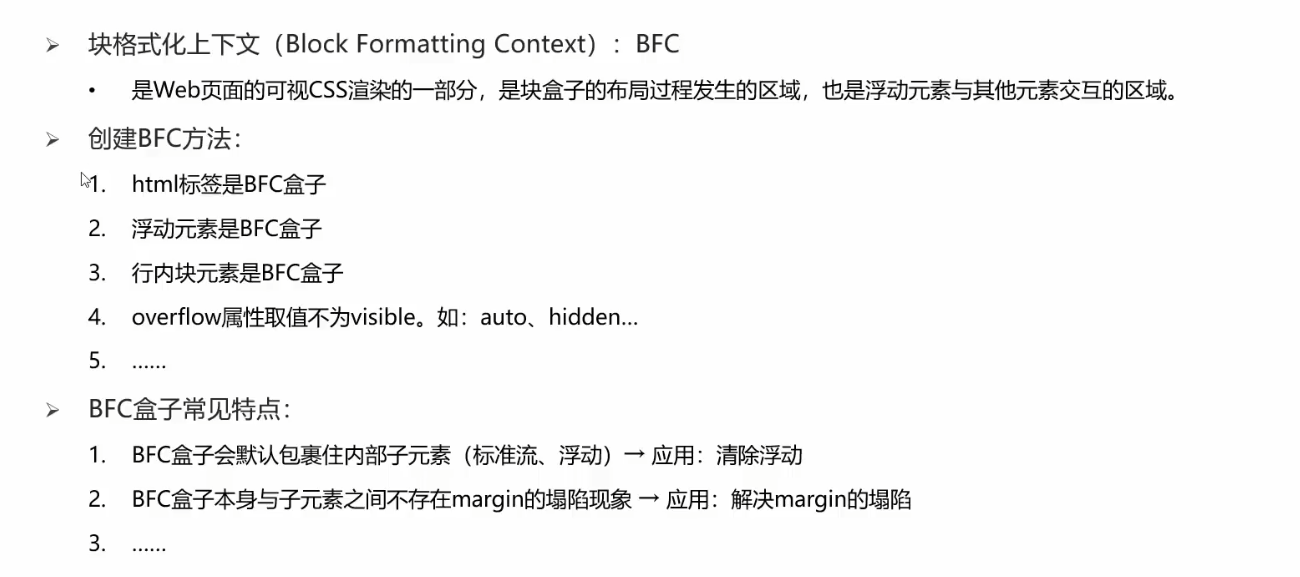 ➢ 块格式化上下文（Block Formatting Context）：BFC
• 是Web页面的可视CSS渲染的一部分，是块盒子的布局过程发生的区域，也是浮动元素与其他元素交互的区域。
➢ 创建BFC方法：
1. html标签是BFC盒子
2. 浮动元素是BFC盒子
3. 行内块元素是BFC盒子
4. overflow属性取值不为visible。如：auto、hidden…
5. ……
➢ BFC盒子常见特点：
1. BFC盒子会默认包裹住内部子元素（标准流、浮动）→ 应用：清除浮动
2. BFC盒子本身与子元素之间不存在margin的塌陷现象 → 应用：解决margin的塌陷
3. ……